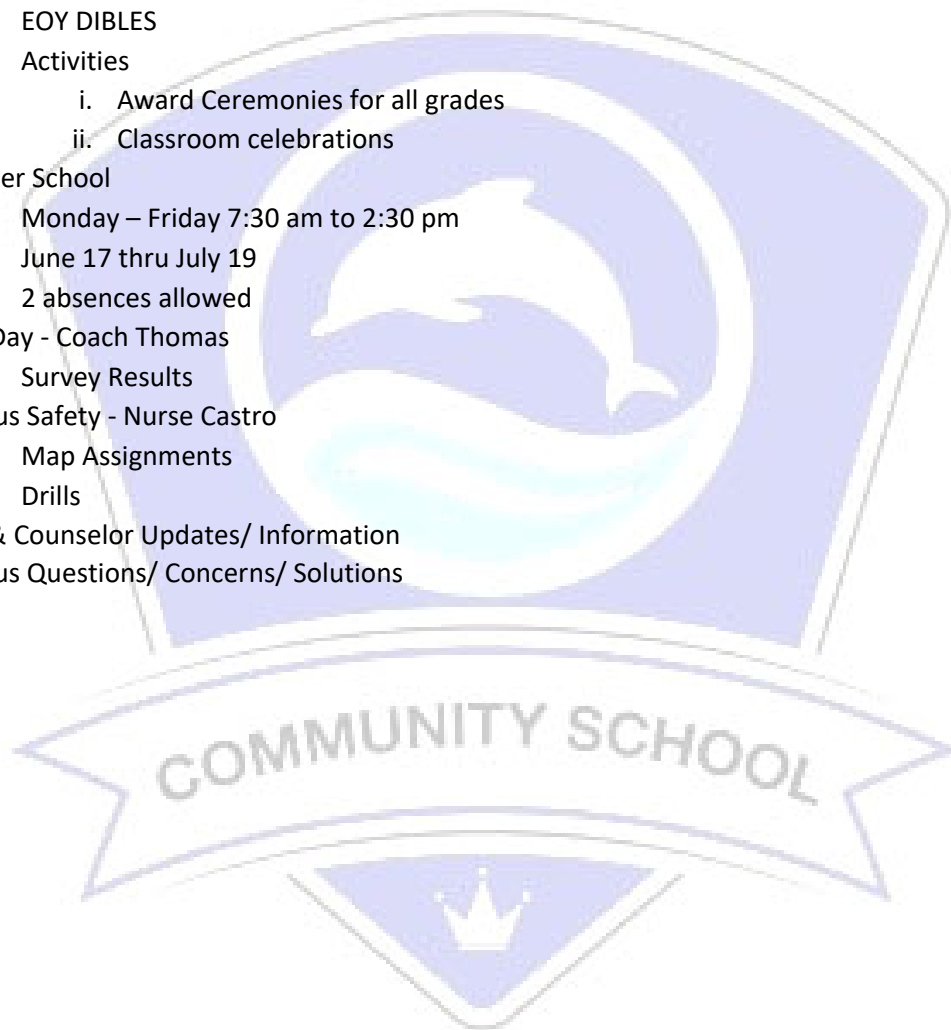 EOY DIBLES
Activities
i. Award Ceremonies for all grades
ii. Classroom celebrations
er School
Monday – Friday 7:30 am to 2:30 pm
June 17 thru July 19
2 absences allowed
Day - Coach Thomas
Survey Results
us Safety - Nurse Castro
Map Assignments
Drills
& Counselor Updates/ Information
us Questions/ Concerns/ Solutions
COMMUNITY SCHOOL